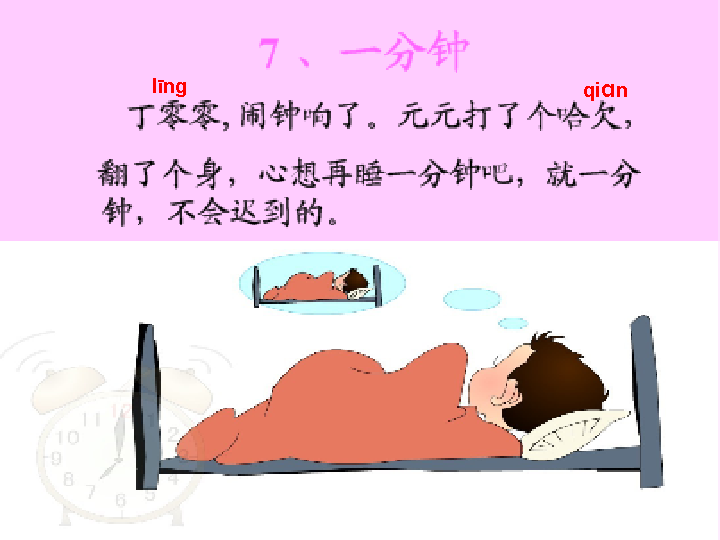 7 、一分钟
līng qiɑn
丁零零,闹钟响了。元元打了个哈欠，
翻了个身，心想再睡一分钟吧，就一分
钟，不会迟到的。
11 12 1
10 2
9
8 4
7 6 5